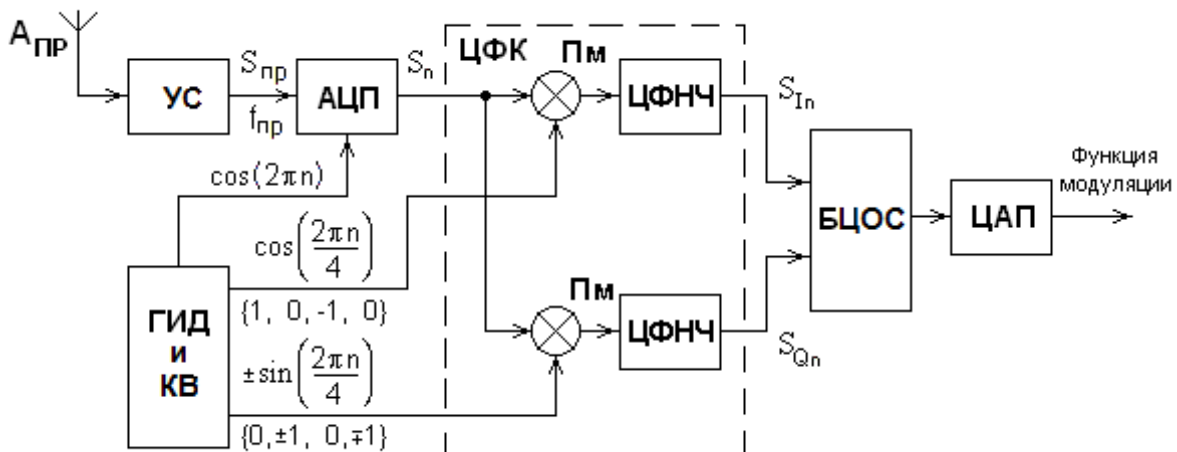 А_ПР
УС
S_пр
f_пр
АЦП
S_n
ЦФК
Пм
ЦФНЧ
S_In
cos(2πn)
cos(2πn/4)
{1, 0, -1, 0}
ГИД
и
КВ
±sin(2πn/4)
{0,±1, 0,∓1}
Пм
ЦФНЧ
S_Qn
БЦОС
ЦАП
Функция
модуляции